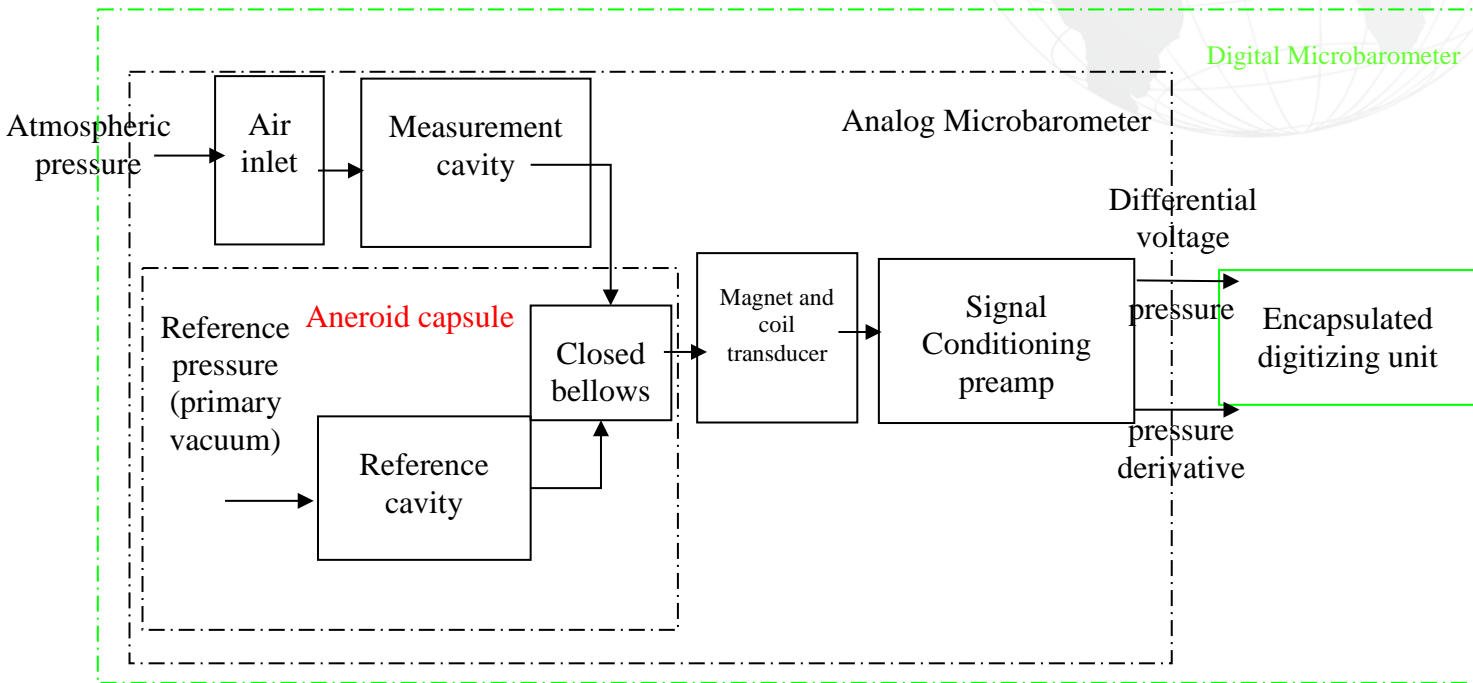 Digital Microbarometer
Atmospheric
pressure
Air
inlet
Measurement
cavity
Analog Microbarometer
Differential
voltage
pressure
pressure
derivative
Reference
pressure
(primary
vacuum)
Aneroid capsule
Closed
bellows
Reference
cavity
Magnet and
coil
transducer
Signal
Conditioning
preamp
Encapsulated
digitizing unit